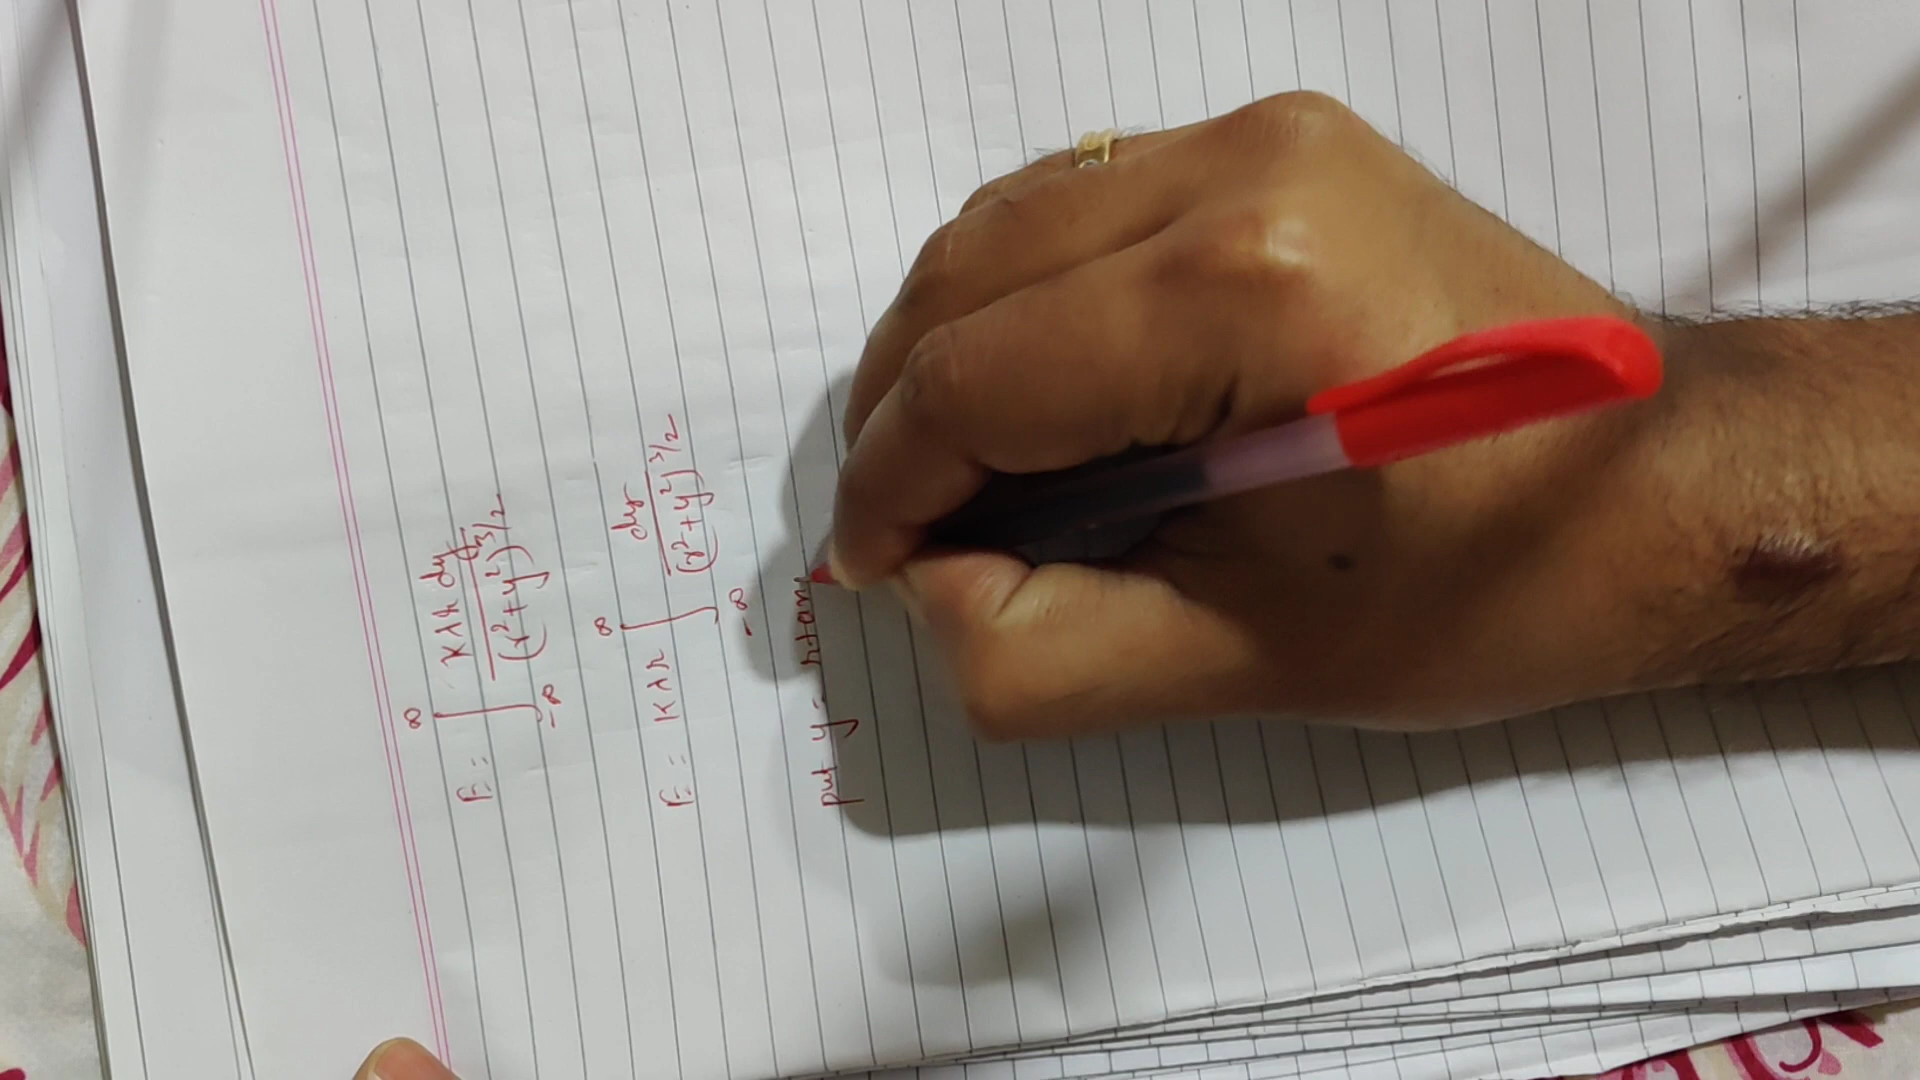 E = ∫_{-∞}^{∞} Kλr dy / (r²+y²)^{3/2}
E = Kλr ∫_{-∞}^{∞} dy / (r²+y²)^{3/2}
put y = r tan